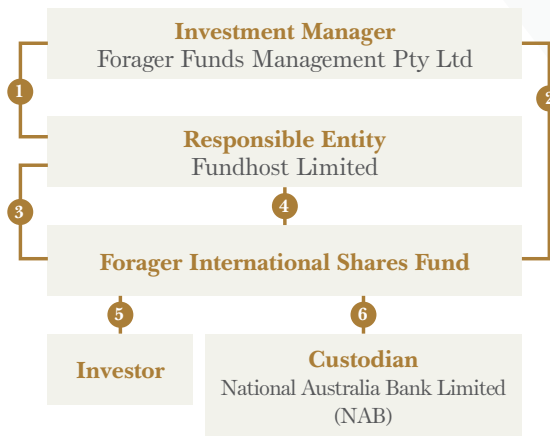 Investment Manager
Forager Funds Management Pty Ltd
1
2
Responsible Entity
Fundhost Limited
3
4
Forager International Shares Fund
5
6
Investor
Custodian
National Australia Bank Limited
(NAB)